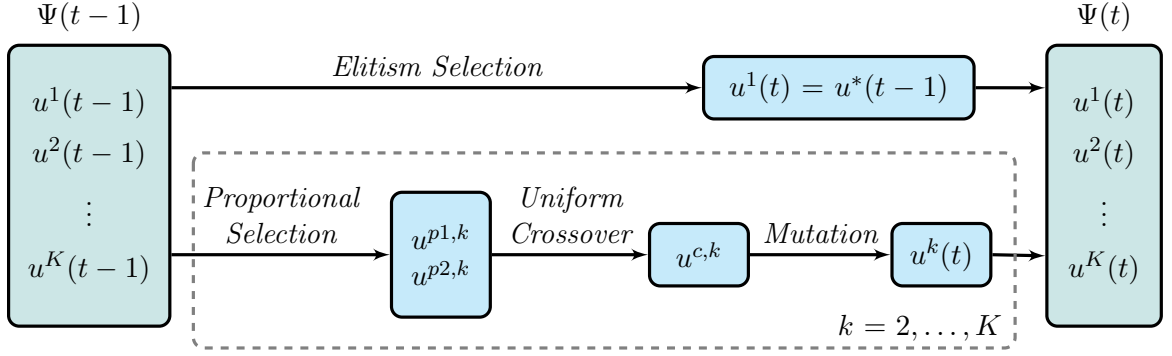 Ψ(t−1)
u¹(t−1)
u²(t−1)
⋮
u^K(t−1)
Elitism Selection
u¹(t) = u*(t−1)
Proportional
Selection
u^{p1,k}
u^{p2,k}
Uniform
Crossover
u^{c,k}
Mutation
u^k(t)
k = 2, . . . , K
Ψ(t)
u¹(t)
u²(t)
⋮
u^K(t)